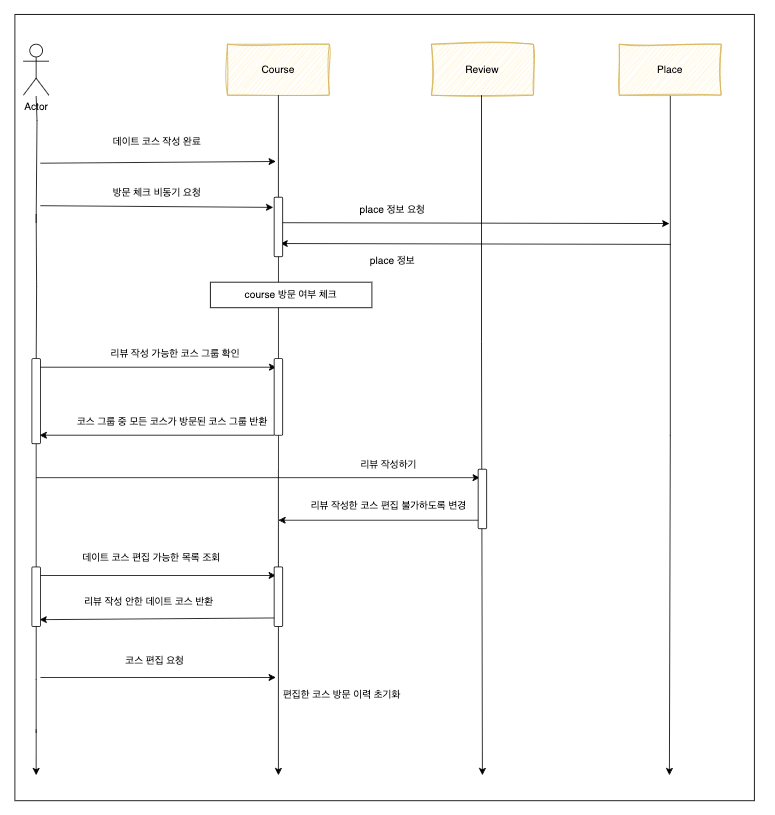 Course
Review
Place
Actor
데이트 코스 작성 완료
방문 체크 비동기 요청
place 정보 요청
place 정보
course 방문 여부 체크
리뷰 작성 가능한 코스 그룹 확인
코스 그룹 중 모든 코스가 방문된 코스 그룹 반환
리뷰 작성하기
리뷰 작성한 코스 편집 불가하도록 변경
데이트 코스 편집 가능한 목록 조회
리뷰 작성 안한 데이트 코스 반환
코스 편집 요청
편집한 코스 방문 이력 초기화